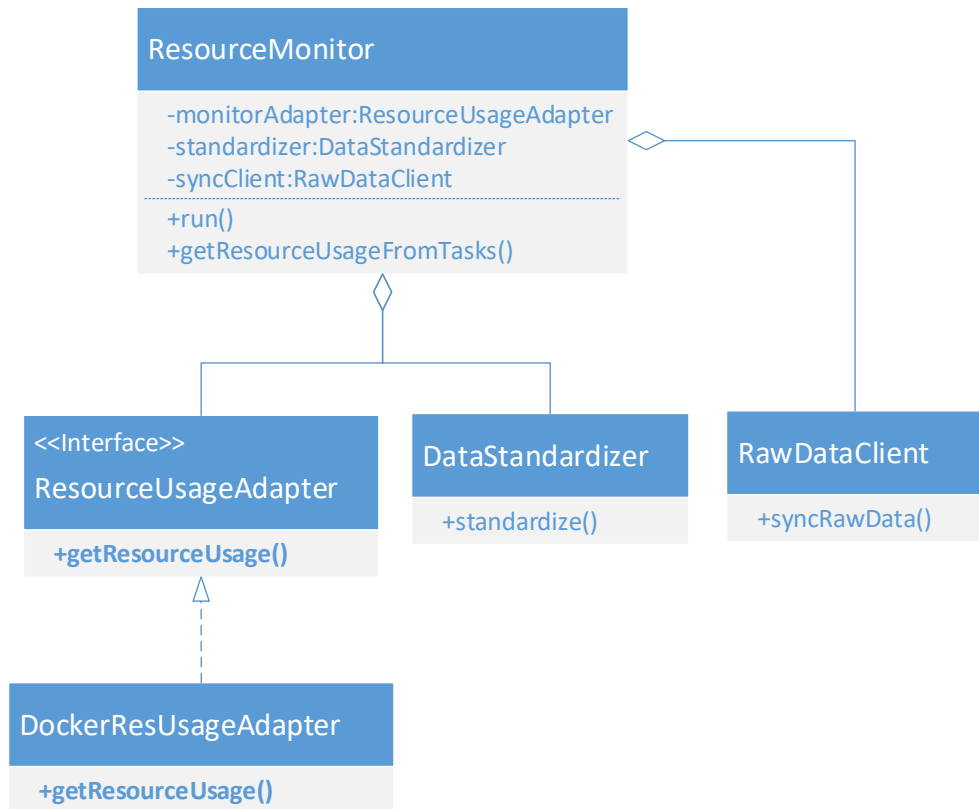 ResourceMonitor
-monitorAdapter:ResourceUsageAdapter
-standardizer:DataStandardizer
-syncClient:RawDataClient
+run()
+getResourceUsageFromTasks()
<<Interface>>
ResourceUsageAdapter
+getResourceUsage()
DataStandardizer
+standardize()
RawDataClient
+syncRawData()
DockerResUsageAdapter
+getResourceUsage()